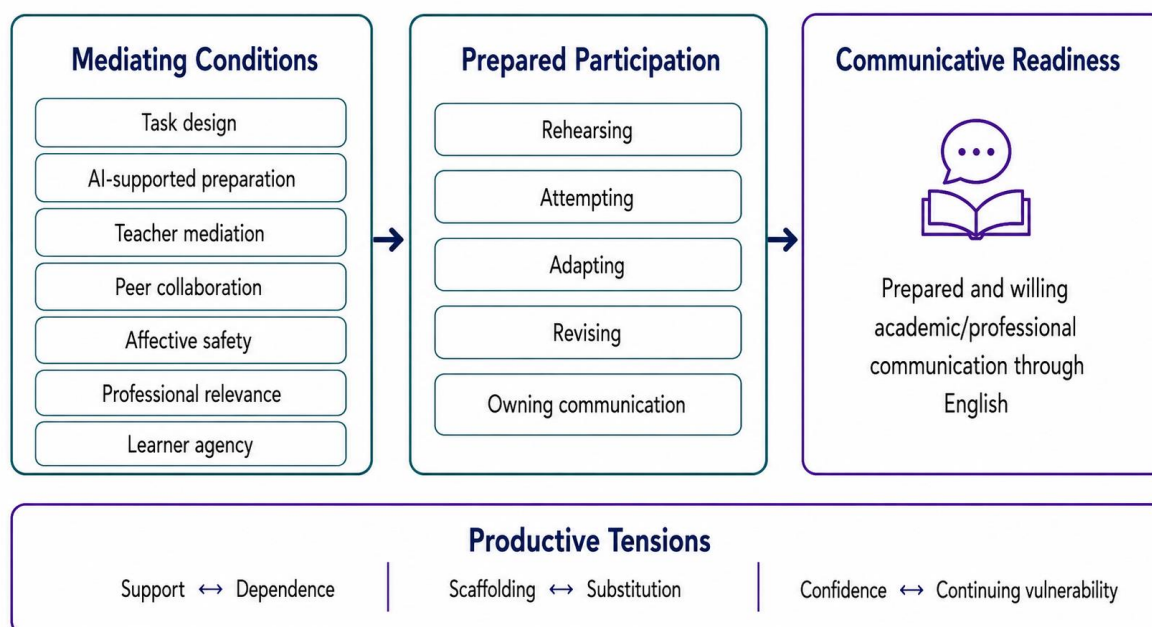 Mediating Conditions
Task design
AI-supported preparation
Teacher mediation
Peer collaboration
Affective safety
Professional relevance
Learner agency
Prepared Participation
Rehearsing
Attempting
Adapting
Revising
Owning communication
Communicative Readiness
Prepared and willing
academic/professional
communication through
English
Productive Tensions
Support ↔ Dependence
Scaffolding ↔ Substitution
Confidence ↔ Continuing vulnerability